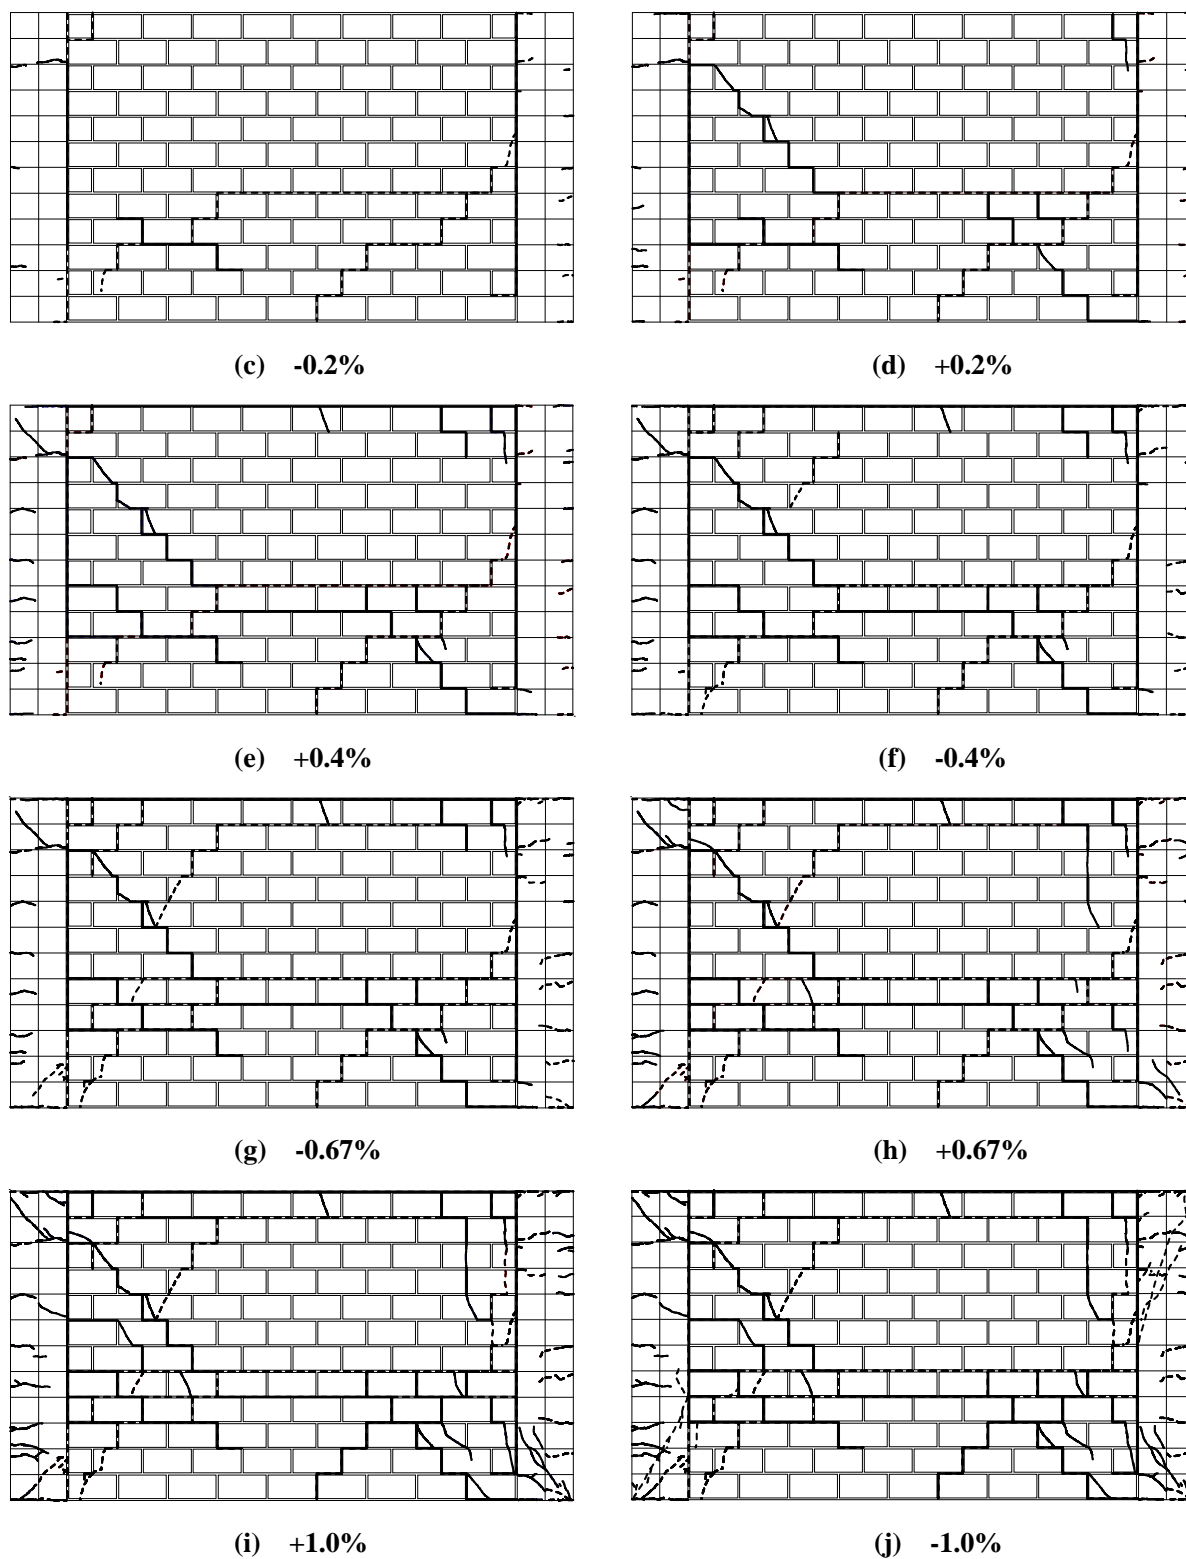 (c) -0.2%
(d) +0.2%
(e) +0.4%
(f) -0.4%
(g) -0.67%
(h) +0.67%
(i) +1.0%
(j) -1.0%